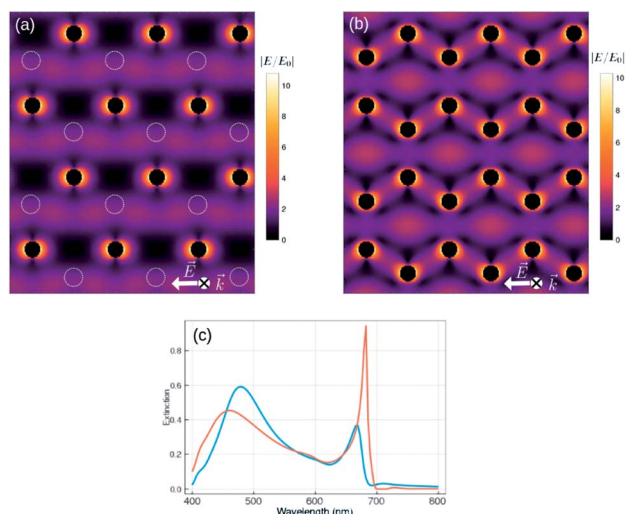 (a)
|E/E₀|
10
8
6
4
2
0
E⃗
k⃗
(b)
|E/E₀|
10
8
6
4
2
0
E⃗
k⃗
(c)
Extinction
0.8
0.6
0.4
0.2
0.0
400 500 600 700 800
Wavelength (nm)